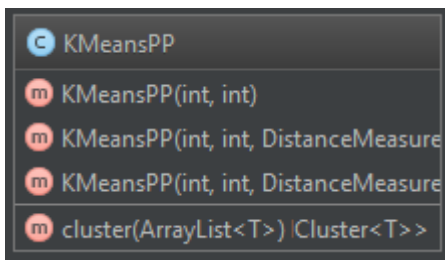 C KMeansPP
m KMeansPP(int, int)
m KMeansPP(int, int, DistanceMeasure
m KMeansPP(int, int, DistanceMeasure
m cluster(ArrayList<T>) Cluster<T>>